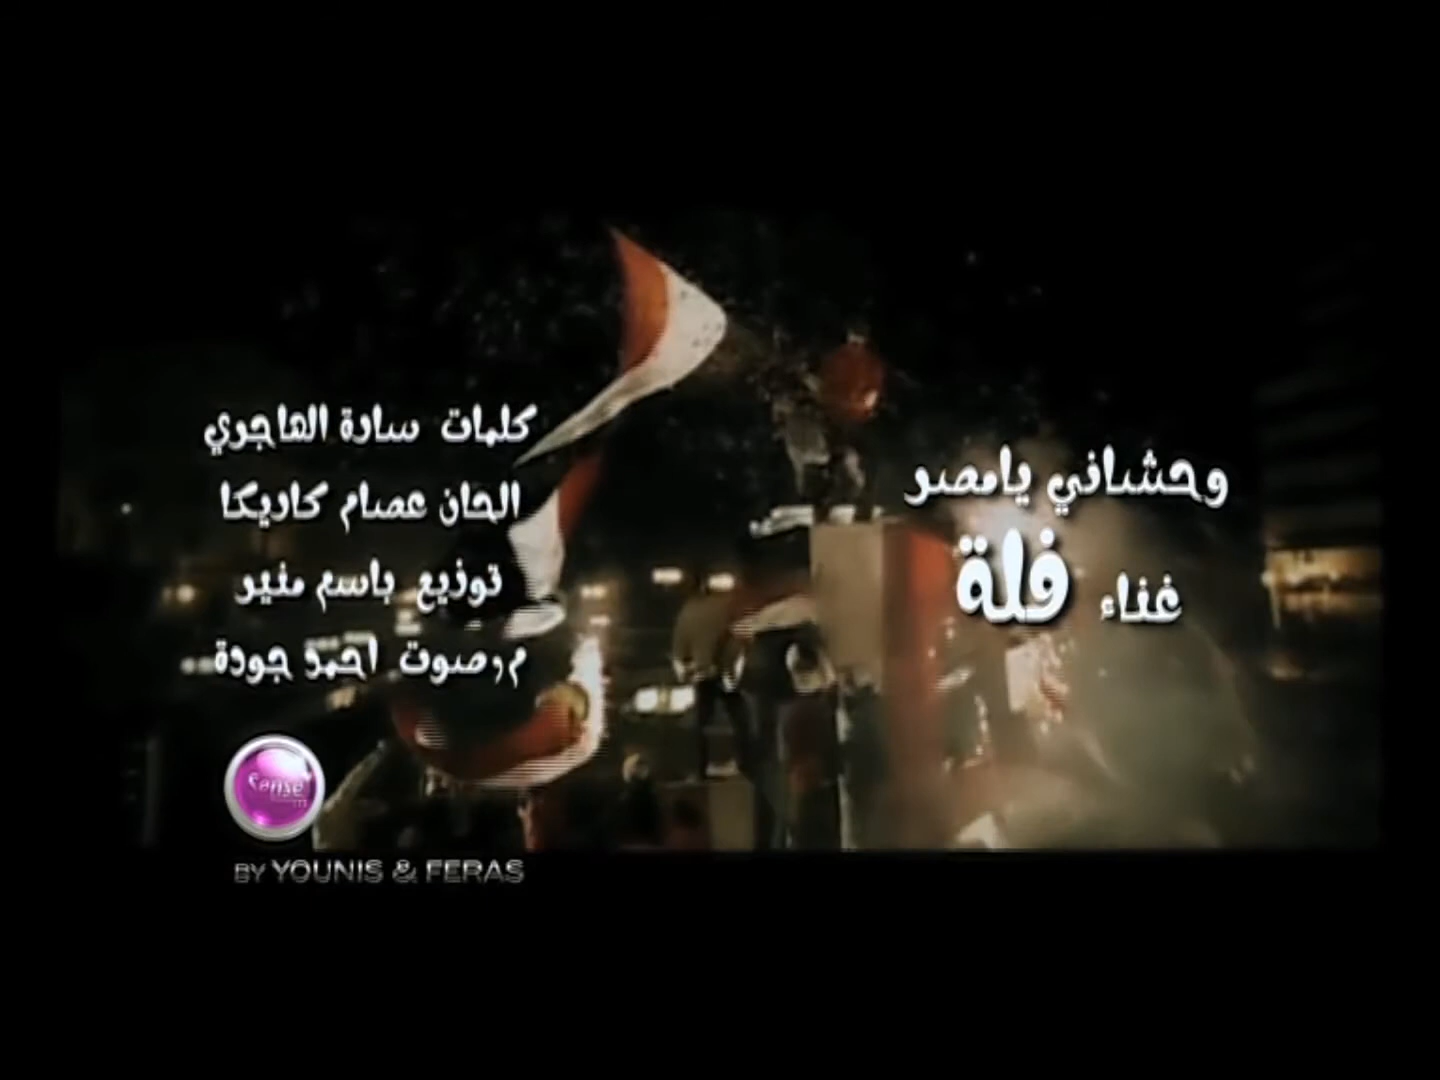 وحشاني يامصر
غناء فلة
كلمات سارة الهاجري
الحان عصام كاريكا
توزيع باسم منير
م.صوت احمد جودة
sense
BY YOUNIS & FERAS